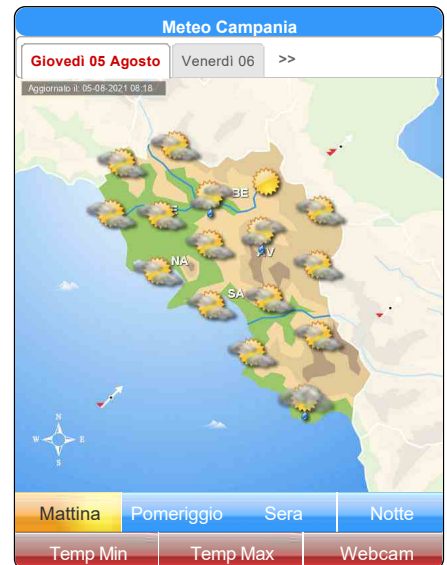 Meteo Campania
Giovedì 05 Agosto Venerdì 06 >>
Aggiornato il: 05-08-2021 08:18
BE
AV
NA
SA
N
W E
S
Mattina Pomeriggio Sera Notte
Temp Min Temp Max Webcam